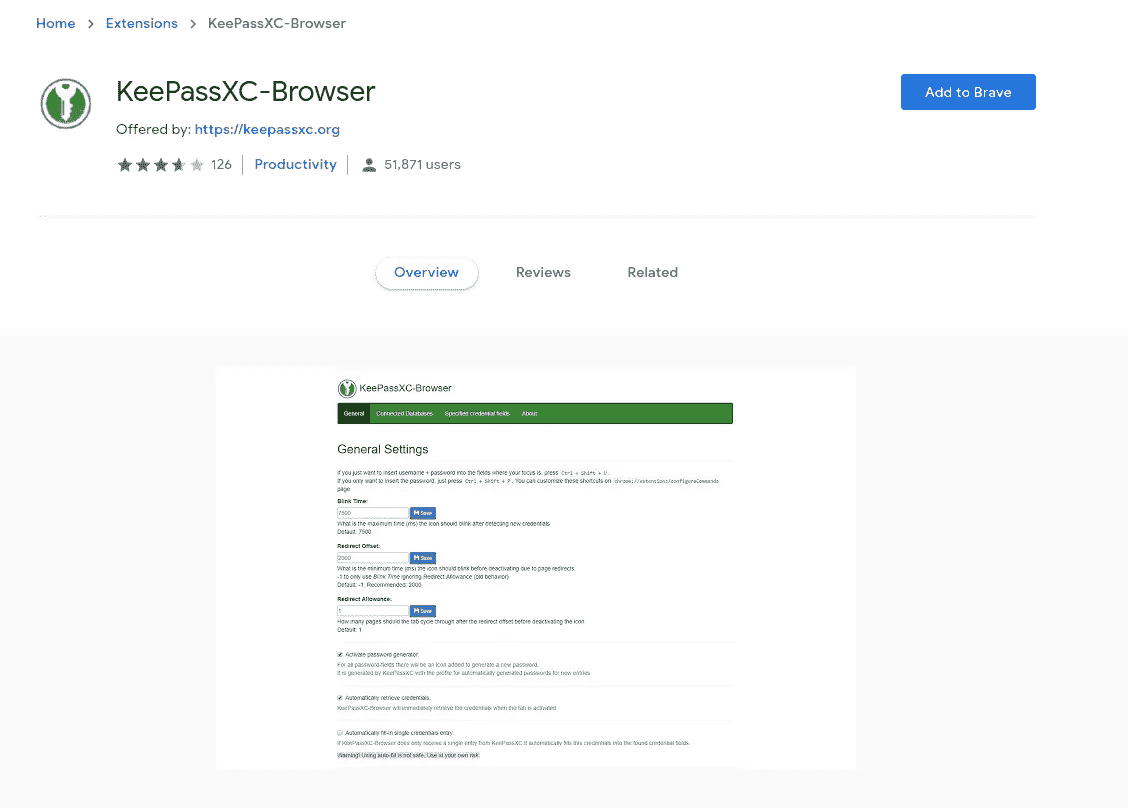 Home > Extensions > KeePassXC-Browser
KeePassXC-Browser
Add to Brave
Offered by: https://keepassxc.org
126 Productivity 51,871 users
Overview Reviews Related
KeePassXC-Browser
General Connected Databases Specified credential fields About
General Settings
If you just want to insert username + password into the fields where your focus is, press Ctrl + Shift + U.
If you only want to insert the password, just press Ctrl + Shift + P. You can customize these shortcuts on chrome://extensions/configureCommands
page.
Blink Time:
7500 Save
What is the maximum time (ms) the icon should blink after detecting new credentials
Default: 7500
Redirect Offset:
2000 Save
What is the minimum time (ms) the icon should blink before deactivating due to page redirects.
-1 to only use Blink Time ignoring Redirect Allowance (old behavior)
Default: -1, Recommended: 2000
Redirect Allowance:
1 Save
How many pages should the tab cycle through after the redirect offset before deactivating the icon
Default: 1
Activate password generator.
For all password-fields there will be an icon added to generate a new password.
It is generated by KeePassXC with the profile for automatically generated passwords for new entries
Automatically retrieve credentials.
KeePassXC-Browser will immediately retrieve the credentials when the tab is activated
Automatically fill-in single credentials entry.
If KeePassXC-Browser does only receive a single entry from KeePassXC it automatically fills this credentials into the found credential fields.
Warning! Using auto-fill is not safe. Use at your own risk.